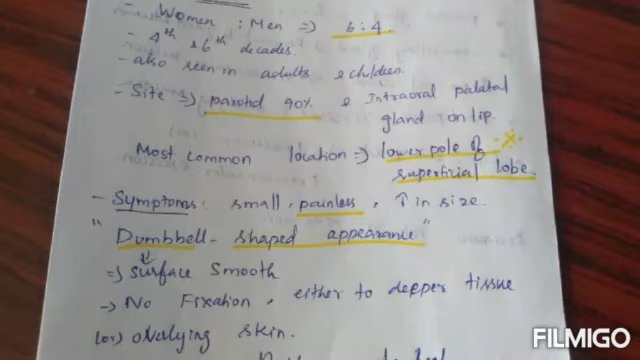 - Women : Men => 6:4
- 4th & 6th decades.
- also seen in adults & children.
- Site => parotid 90% & Intraoral palatal
gland on lip.
Most common location => lower pole of
superficial lobe.
- Symptoms: small, painless, ↑ in size.
"Dumbbell - shaped appearance"
=> Surface Smooth
-> No Fixation, either to depper tissue
(or) ovarlying skin.
FILMIGO